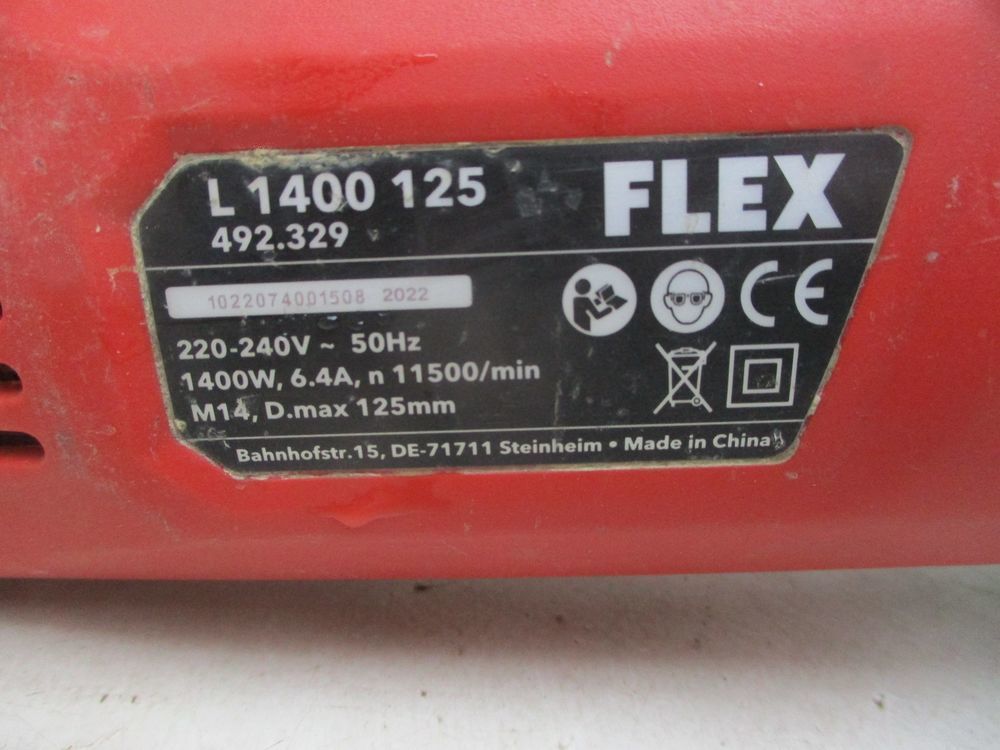 L 1400 125
FLEX
492.329
1022074001508 2022
CE
220-240V ~ 50Hz
1400W, 6.4A, n 11500/min
M14, D.max 125mm
Bahnhofstr.15, DE-71711 Steinheim • Made in China